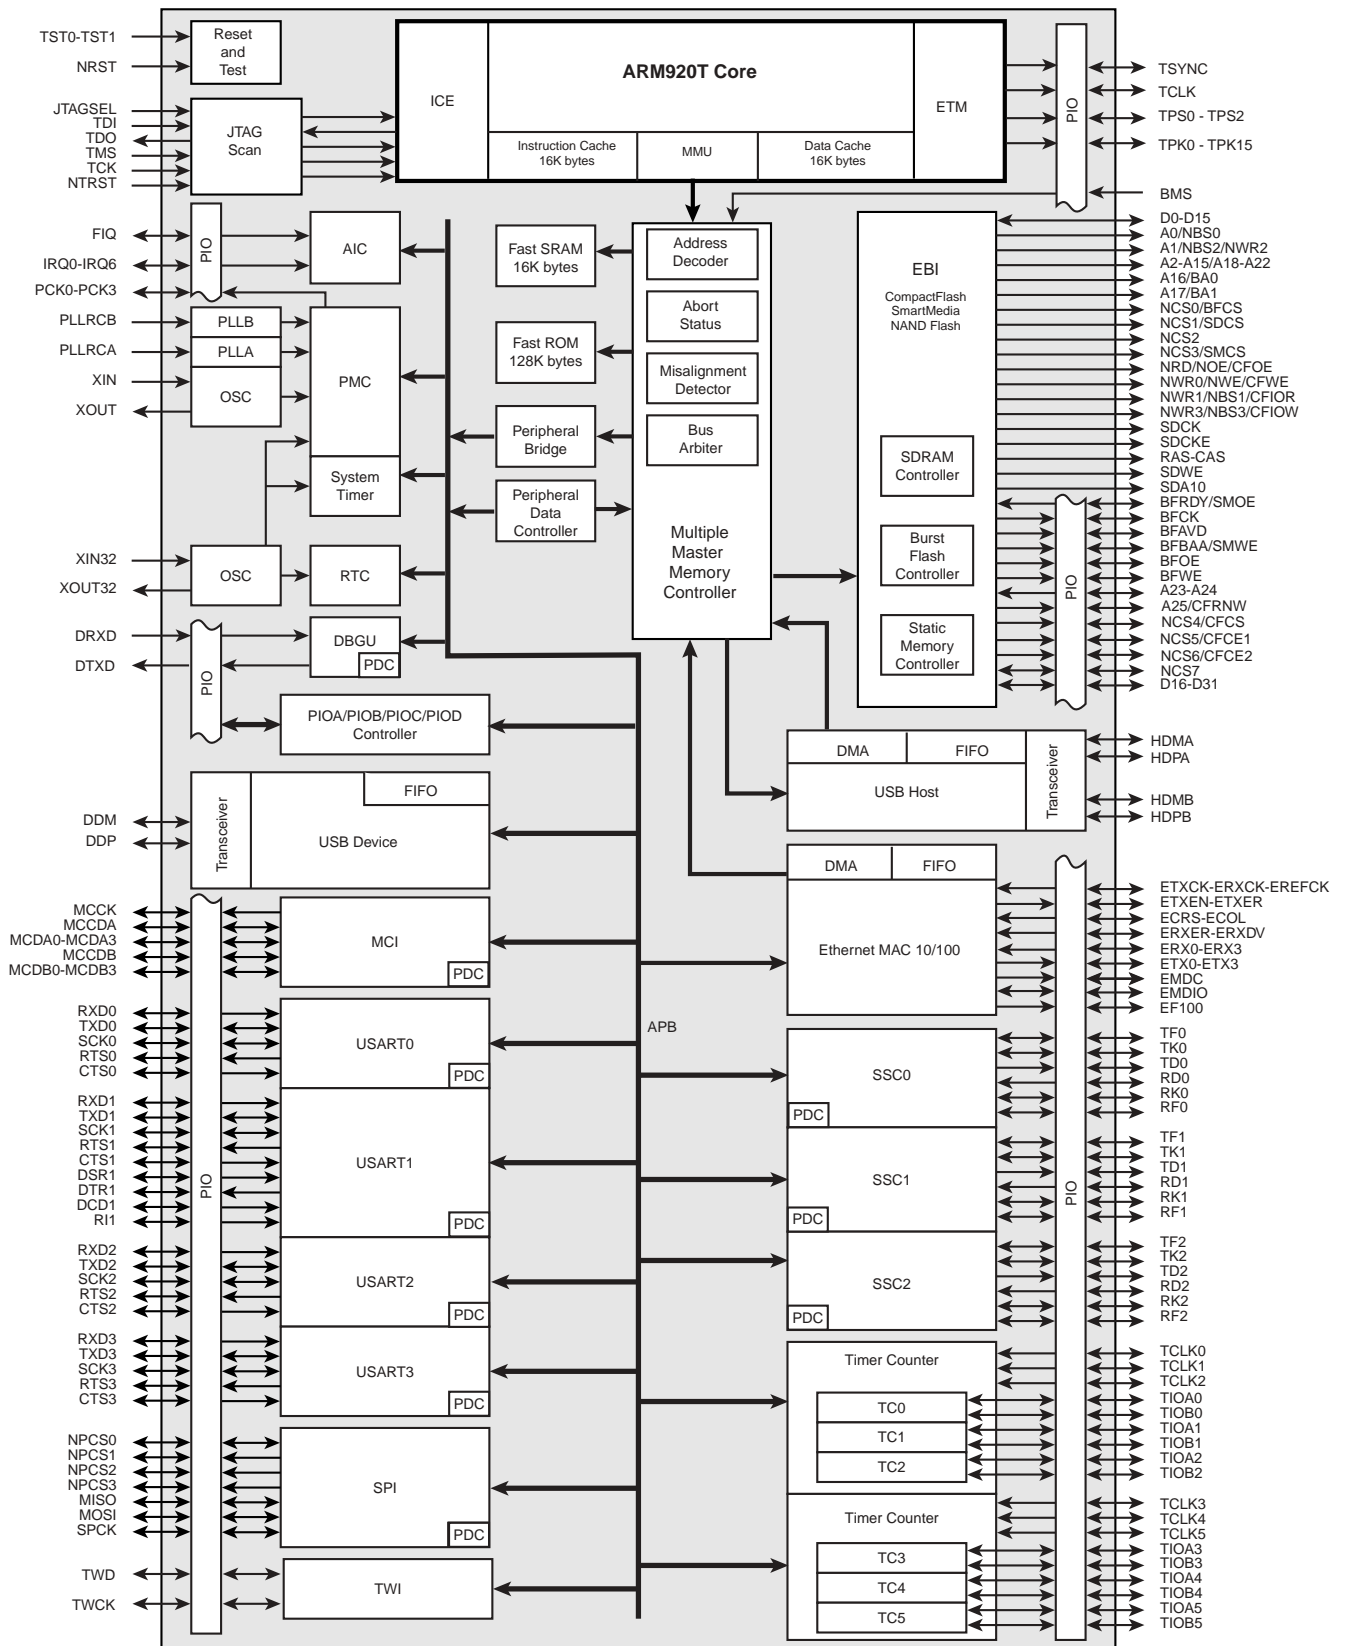 TST0-TST1
NRST
Reset
and
Test
JTAGSEL
TDI
TDO
TMS
TCK
NTRST
JTAG
Scan
ICE
ARM920T Core
Instruction Cache
16K bytes
MMU
Data Cache
16K bytes
ETM
PIO
TSYNC
TCLK
TPS0 - TPS2
TPK0 - TPK15
BMS
FIQ
IRQ0-IRQ6
PCK0-PCK3
PIO
AIC
PLLRCB
PLLRCA
XIN
XOUT
PLLB
PLLA
OSC
PMC
System
Timer
XIN32
XOUT32
OSC
RTC
DRXD
DTXD
PIO
DBGU
PDC
PIOA/PIOB/PIOC/PIOD
Controller
Fast SRAM
16K bytes
Fast ROM
128K bytes
Peripheral
Bridge
Peripheral
Data
Controller
Address
Decoder
Abort
Status
Misalignment
Detector
Bus
Arbiter
Multiple
Master
Memory
Controller
EBI
CompactFlash
SmartMedia
NAND Flash
SDRAM
Controller
Burst
Flash
Controller
Static
Memory
Controller
D0-D15
A0/NBS0
A1/NBS2/NWR2
A2-A15/A18-A22
A16/BA0
A17/BA1
NCS0/BFCS
NCS1/SDCS
NCS2
NCS3/SMCS
NRD/NOE/CFOE
NWR0/NWE/CFWE
NWR1/NBS1/CFIOR
NWR3/NBS3/CFIOW
SDCK
SDCKE
RAS-CAS
SDWE
SDA10
BFRDY/SMOE
BFCK
BFAVD
BFBAA/SMWE
BFOE
BFWE
A23-A24
A25/CFRNW
NCS4/CFCS
NCS5/CFCE1
NCS6/CFCE2
NCS7
D16-D31
PIO
DDM
DDP
Transceiver
FIFO
USB Device
DMA
FIFO
USB Host
Transceiver
HDMA
HDPA
HDMB
HDPB
MCCK
MCCDA
MCDA0-MCDA3
MCCDB
MCDB0-MCDB3
MCI
PDC
RXD0
TXD0
SCK0
RTS0
CTS0
USART0
PDC
RXD1
TXD1
SCK1
RTS1
CTS1
DSR1
DTR1
DCD1
RI1
PIO
USART1
PDC
RXD2
TXD2
SCK2
RTS2
CTS2
USART2
PDC
RXD3
TXD3
SCK3
RTS3
CTS3
USART3
PDC
NPCS0
NPCS1
NPCS2
NPCS3
MISO
MOSI
SPCK
SPI
PDC
TWD
TWCK
TWI
APB
DMA
FIFO
Ethernet MAC 10/100
ETXCK-ERXCK-EREFCK
ETXEN-ETXER
ECRS-ECOL
ERXER-ERXDV
ERX0-ERX3
ETX0-ETX3
EMDC
EMDIO
EF100
SSC0
PDC
TF0
TK0
TD0
RD0
RK0
RF0
SSC1
PDC
PIO
TF1
TK1
TD1
RD1
RK1
RF1
SSC2
PDC
TF2
TK2
TD2
RD2
RK2
RF2
Timer Counter
TC0
TC1
TC2
TCLK0
TCLK1
TCLK2
TIOA0
TIOB0
TIOA1
TIOB1
TIOA2
TIOB2
Timer Counter
TC3
TC4
TC5
TCLK3
TCLK4
TCLK5
TIOA3
TIOB3
TIOA4
TIOB4
TIOA5
TIOB5